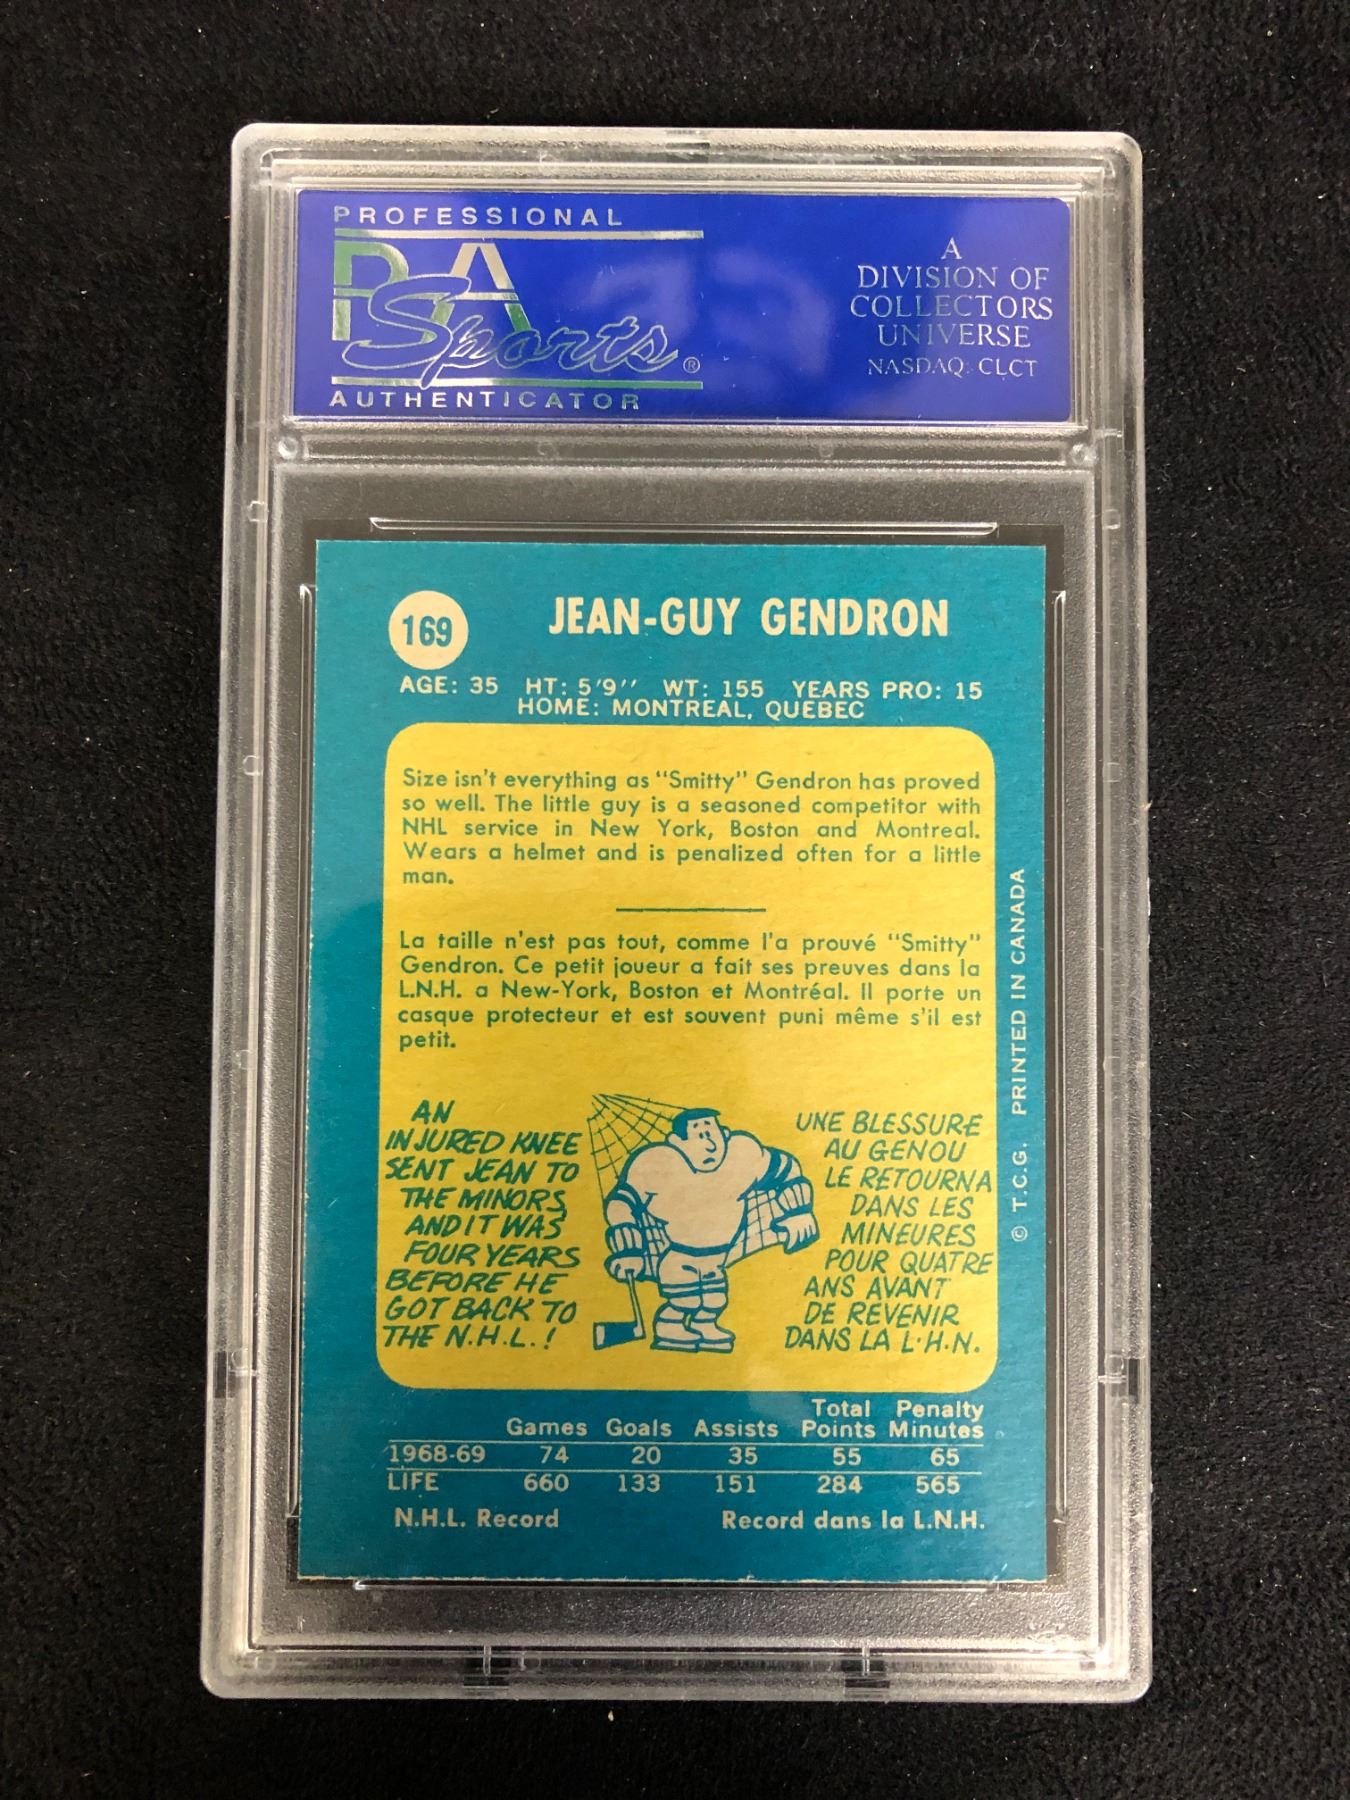 PROFESSIONAL
PSA
Sports®
AUTHENTICATOR
A
DIVISION OF
COLLECTORS
UNIVERSE
NASDAQ: CLCT
169
JEAN-GUY GENDRON
AGE: 35 HT: 5'9'' WT: 155 YEARS PRO: 15
HOME: MONTREAL, QUEBEC
Size isn't everything as "Smitty" Gendron has proved
so well. The little guy is a seasoned competitor with
NHL service in New York, Boston and Montreal.
Wears a helmet and is penalized often for a little
man.
La taille n'est pas tout, comme l'a prouvé "Smitty"
Gendron. Ce petit joueur a fait ses preuves dans la
L.N.H. a New-York, Boston et Montréal. Il porte un
casque protecteur et est souvent puni même s'il est
petit.
AN
INJURED KNEE
SENT JEAN TO
THE MINORS
AND IT WAS
FOUR YEARS
BEFORE HE
GOT BACK TO
THE N.H.L.!
UNE BLESSURE
AU GENOU
LE RETOURNA
DANS LES
MINEURES
POUR QUATRE
ANS AVANT
DE REVENIR
DANS LA L.H.N.
Games Goals Assists Total Points Penalty Minutes
1968-69 74 20 35 55 65
LIFE 660 133 151 284 565
N.H.L. Record Record dans la L.N.H.
© T.C.G. PRINTED IN CANADA